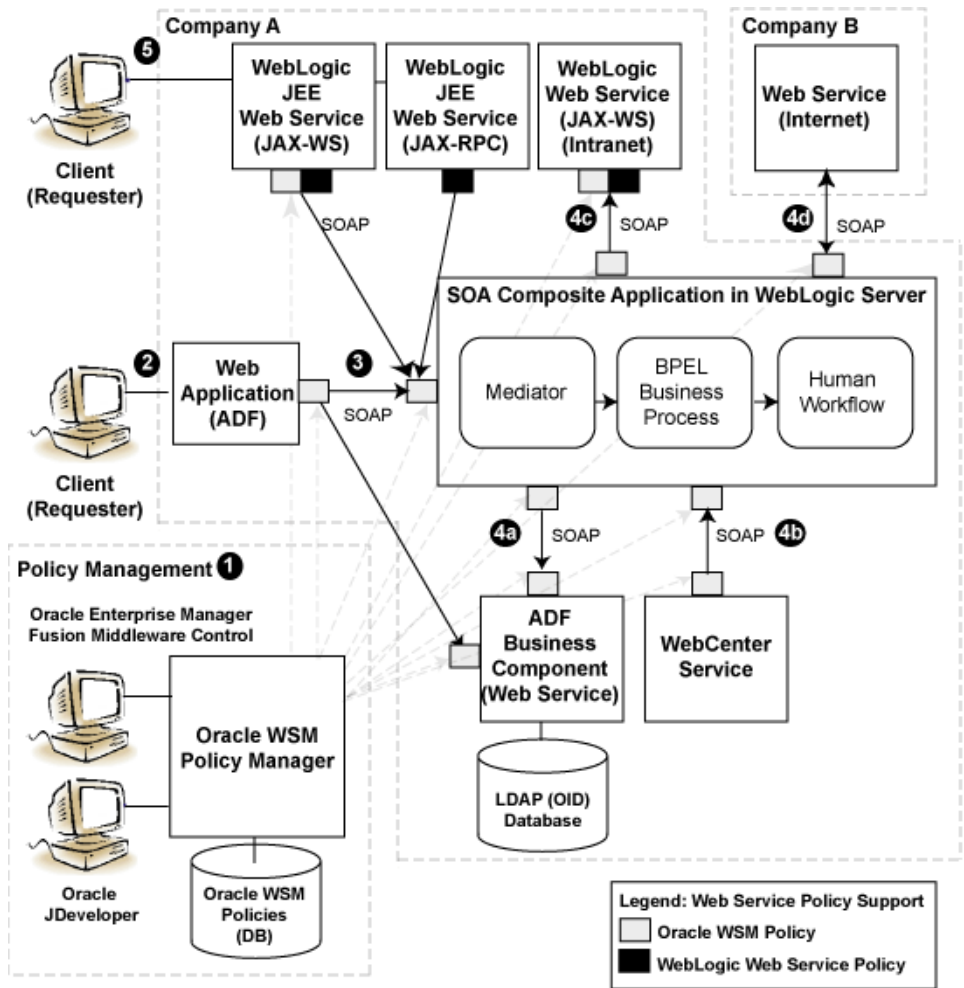 Company A
Company B
5
WebLogic
JEE
Web Service
(JAX-WS)
WebLogic
JEE
Web Service
(JAX-RPC)
WebLogic
Web Service
(JAX-WS)
(Intranet)
Web Service
(Internet)
Client
(Requester)
SOAP
4c
SOAP
4d
SOAP
SOA Composite Application in WebLogic Server
Mediator
BPEL
Business
Process
Human
Workflow
2
Web
Application
(ADF)
3
SOAP
Client
(Requester)
4a
SOAP
SOAP
4b
Policy Management 1
Oracle Enterprise Manager
Fusion Middleware Control
Oracle WSM
Policy Manager
ADF
Business
Component
(Web Service)
WebCenter
Service
LDAP (OID)
Database
Oracle
JDeveloper
Oracle WSM
Policies
(DB)
Legend: Web Service Policy Support
Oracle WSM Policy
WebLogic Web Service Policy